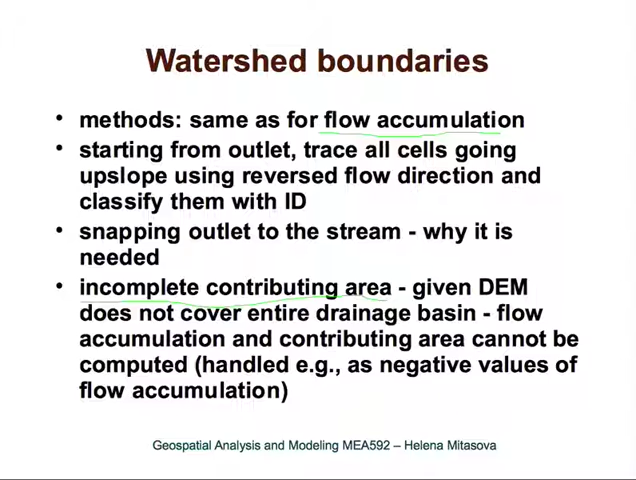 Watershed boundaries
• methods: same as for flow accumulation
• starting from outlet, trace all cells going
upslope using reversed flow direction and
classify them with ID
• snapping outlet to the stream - why it is
needed
• incomplete contributing area - given DEM
does not cover entire drainage basin - flow
accumulation and contributing area cannot be
computed (handled e.g., as negative values of
flow accumulation)
Geospatial Analysis and Modeling MEA592 – Helena Mitasova